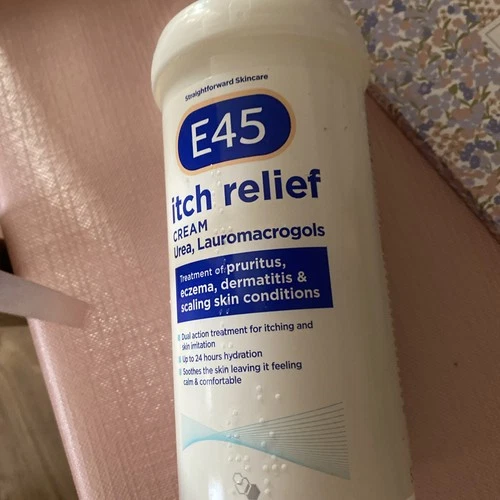 Straightforward Skincare
E45
itch relief
CREAM
Urea, Lauromacrogols
Treatment of pruritus,
eczema, dermatitis &
scaling skin conditions
Dual action treatment for itching and
skin irritation
Up to 24 hours hydration
Soothes the skin leaving it feeling
calm & comfortable